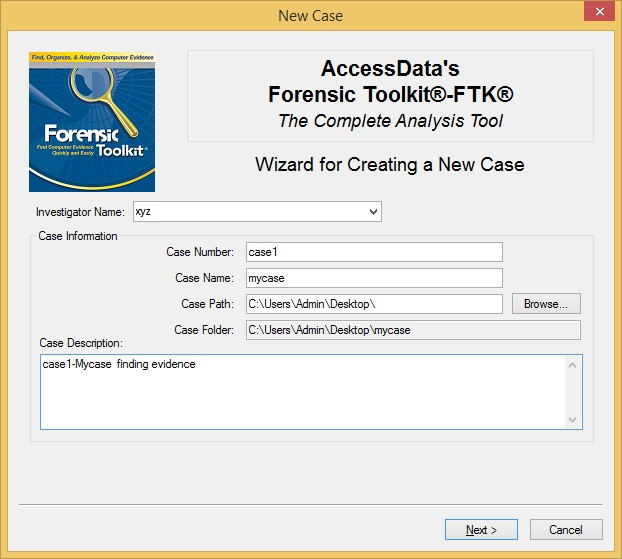 New Case
Find, Organize, & Analyze Computer Evidence
Forensic
Find Computer Evidence
Quickly and Easily
Toolkit
AccessData's
Forensic Toolkit®-FTK®
The Complete Analysis Tool
Wizard for Creating a New Case
Investigator Name: xyz
Case Information
Case Number: case1
Case Name: mycase
Case Path: C:\Users\Admin\Desktop\ Browse...
Case Folder: C:\Users\Admin\Desktop\mycase
Case Description:
case1-Mycase  finding evidence
Next > Cancel